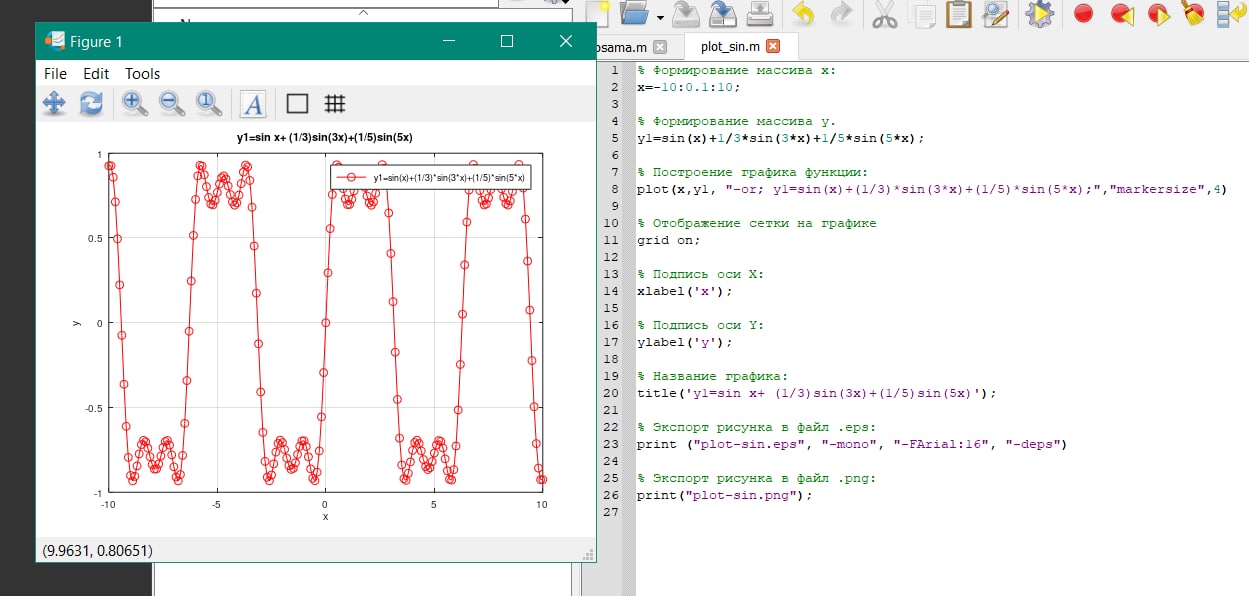 Figure 1
File Edit Tools
y1=sin x+ (1/3)sin(3x)+(1/5)sin(5x)
y1=sin(x)+(1/3)*sin(3*x)+(1/5)*sin(5*x)
1
0.5
0
-0.5
-1
y
-10 -5 0 5 10
x
(9.9631, 0.80651)
osama.m plot_sin.m
1 % Формирование массива x:
2 x=-10:0.1:10;
3
4 % Формирование массива y.
5 y1=sin(x)+1/3*sin(3*x)+1/5*sin(5*x);
6
7 % Построение графика функции:
8 plot(x,y1, "-or; y1=sin(x)+(1/3)*sin(3*x)+(1/5)*sin(5*x);","markersize",4)
9
10 % Отображение сетки на графике
11 grid on;
12
13 % Подпись оси X:
14 xlabel('x');
15
16 % Подпись оси Y:
17 ylabel('y');
18
19 % Название графика:
20 title('y1=sin x+ (1/3)sin(3x)+(1/5)sin(5x)');
21
22 % Экспорт рисунка в файл .eps:
23 print ("plot-sin.eps", "-mono", "-FArial:16", "-deps")
24
25 % Экспорт рисунка в файл .png:
26 print("plot-sin.png");
27